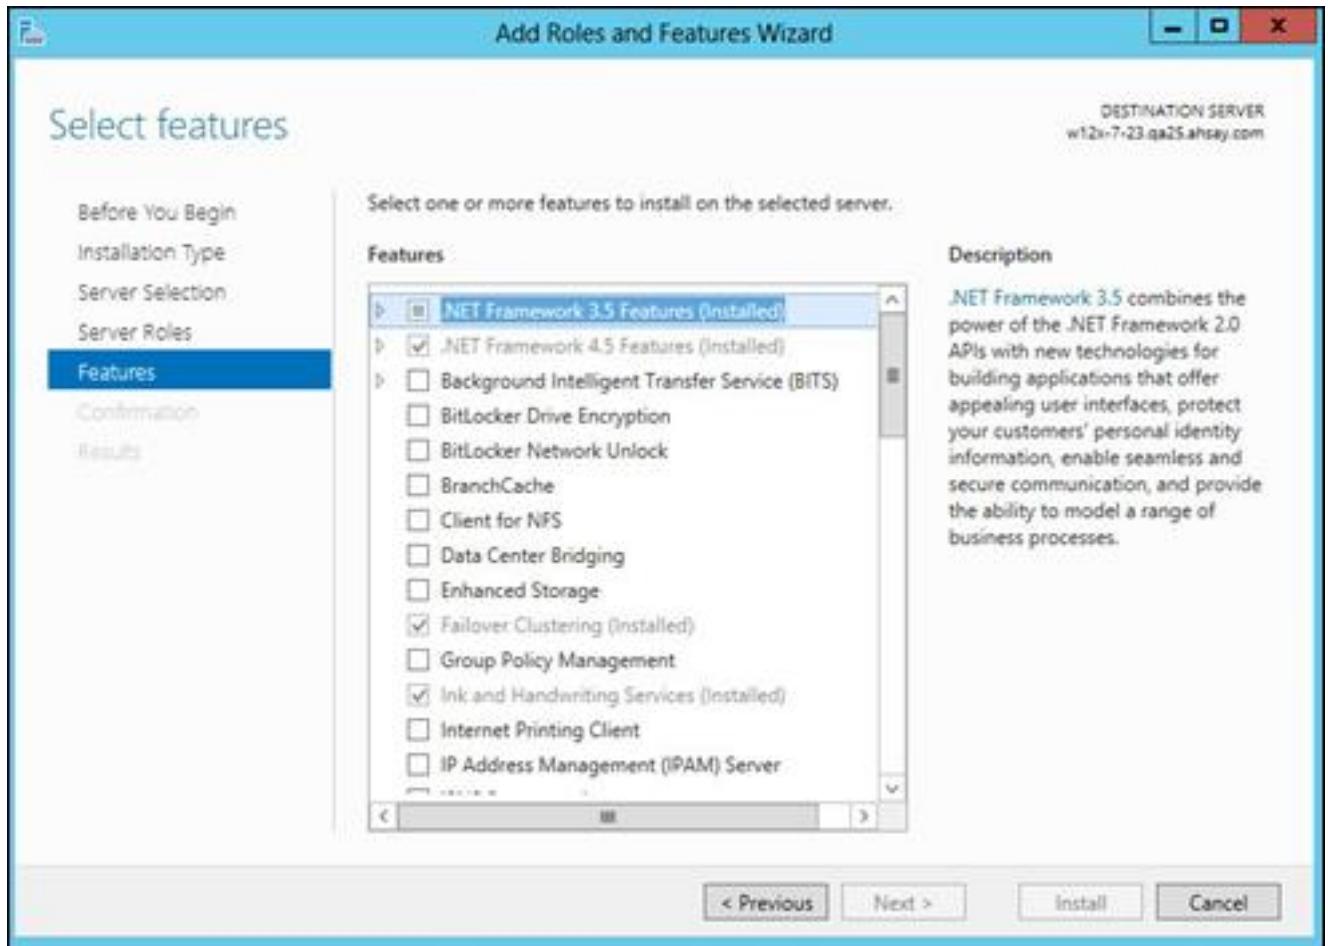 Add Roles and Features Wizard
Select features
DESTINATION SERVER
w12x-7-23.qa25.ahsay.com
Before You Begin
Installation Type
Server Selection
Server Roles
Features
Confirmation
Results
Select one or more features to install on the selected server.
Features
.NET Framework 3.5 Features (Installed)
.NET Framework 4.5 Features (Installed)
Background Intelligent Transfer Service (BITS)
BitLocker Drive Encryption
BitLocker Network Unlock
BranchCache
Client for NFS
Data Center Bridging
Enhanced Storage
Failover Clustering (Installed)
Group Policy Management
Ink and Handwriting Services (Installed)
Internet Printing Client
IP Address Management (IPAM) Server
Description
.NET Framework 3.5 combines the
power of the .NET Framework 2.0
APIs with new technologies for
building applications that offer
appealing user interfaces, protect
your customers' personal identity
information, enable seamless and
secure communication, and provide
the ability to model a range of
business processes.
< Previous
Next >
Install
Cancel